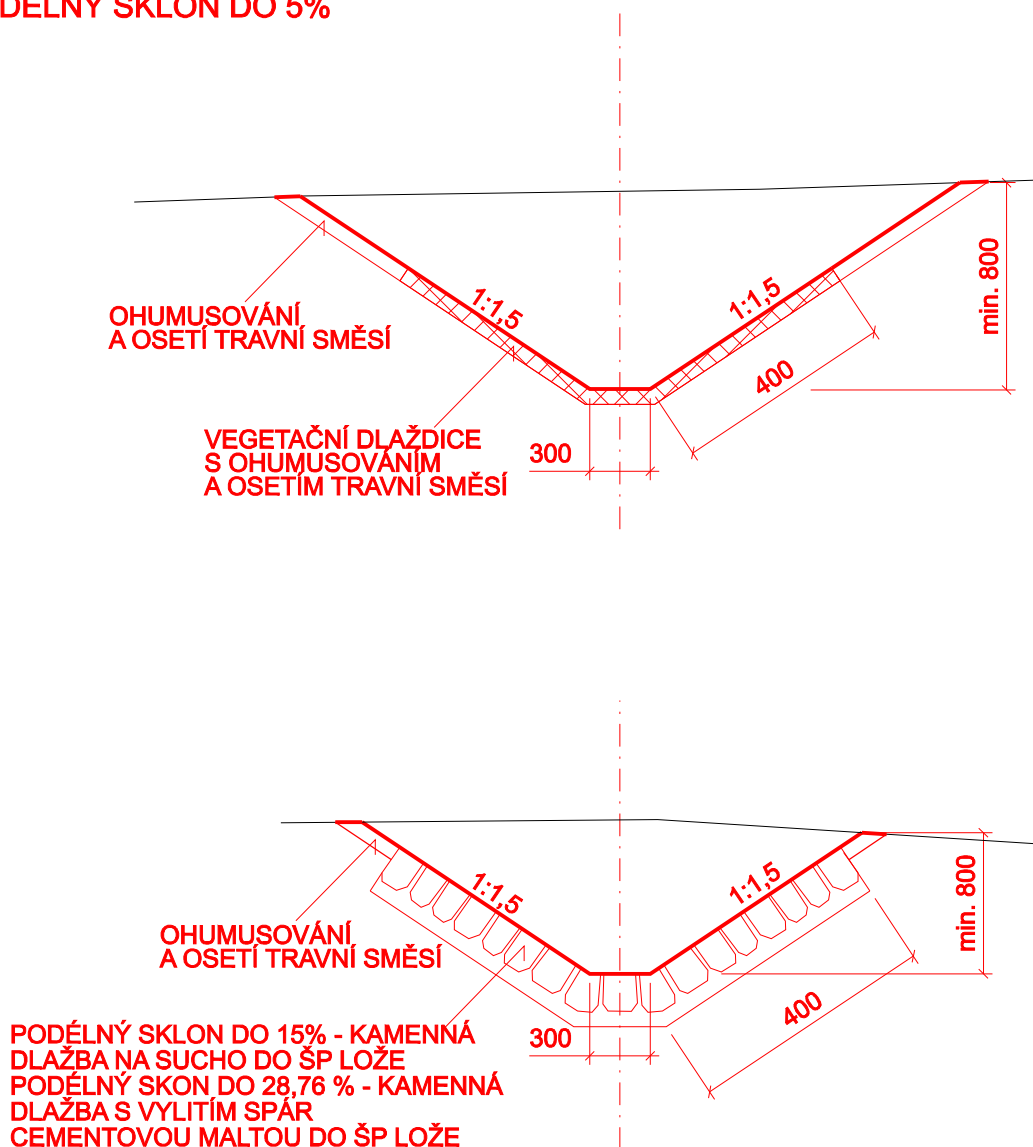 DÉLNÝ SKLON DO 5%
1:1,5
1:1,5
min. 800
OHUMUSOVÁNÍ
A OSETÍ TRAVNÍ SMĚSÍ
400
VEGETAČNÍ DLAŽDICE
S OHUMUSOVÁNÍM
A OSETÍM TRAVNÍ SMĚSÍ
300
1:1,5
1:1,5
min. 800
OHUMUSOVÁNÍ
A OSETÍ TRAVNÍ SMĚSÍ
400
300
PODÉLNÝ SKLON DO 15% - KAMENNÁ
DLAŽBA NA SUCHO DO ŠP LOŽE
PODÉLNÝ SKON DO 28,76 % - KAMENNÁ
DLAŽBA S VYLITÍM SPÁR
CEMENTOVOU MALTOU DO ŠP LOŽE